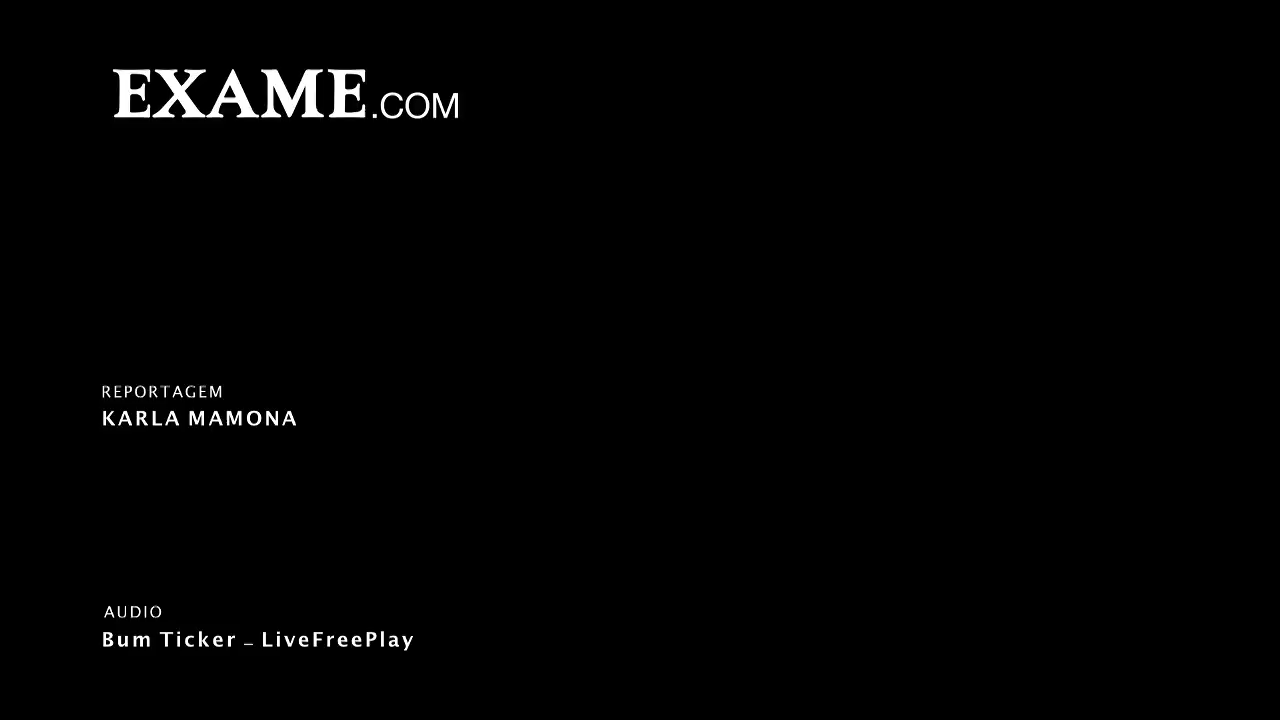 EXAME.COM
REPORTAGEM
KARLA MAMONA
AUDIO
Bum Ticker – LiveFreePlay